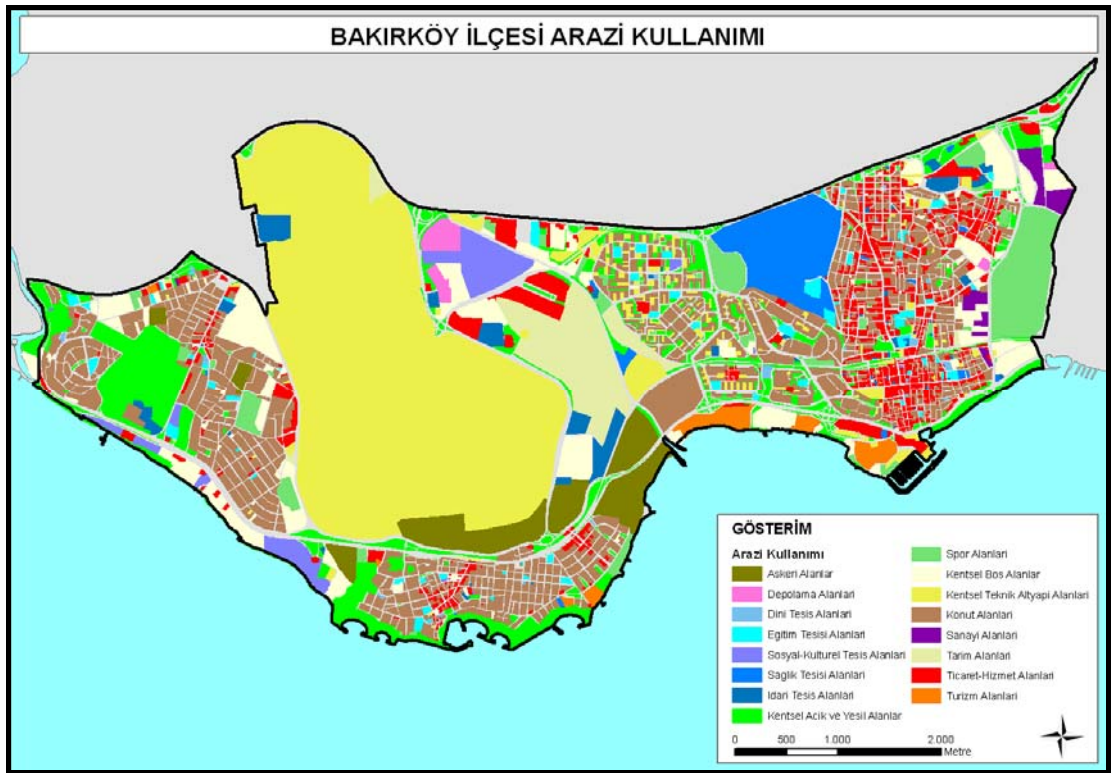 BAKIRKÖY İLÇESİ ARAZİ KULLANIMI
GÖSTERİM
Arazi Kullanımı
Askeri Alanlar
Depolama Alanlari
Dini Tesis Alanlari
Egitim Tesisi Alanlari
Sosyal-Kulturel Tesis Alanlari
Saglik Tesisi Alanlari
Idari Tesis Alanlari
Kentsel Acik ve Yesil Alanlar
Spor Alanlari
Kentsel Bos Alanlar
Kentsel Teknik Altyapi Alanlari
Konut Alanlari
Sanayi Alanlari
Tarim Alanlari
Ticaret-Hizmet Alanlari
Turizm Alanlari
0 500 1.000 2.000
Metre